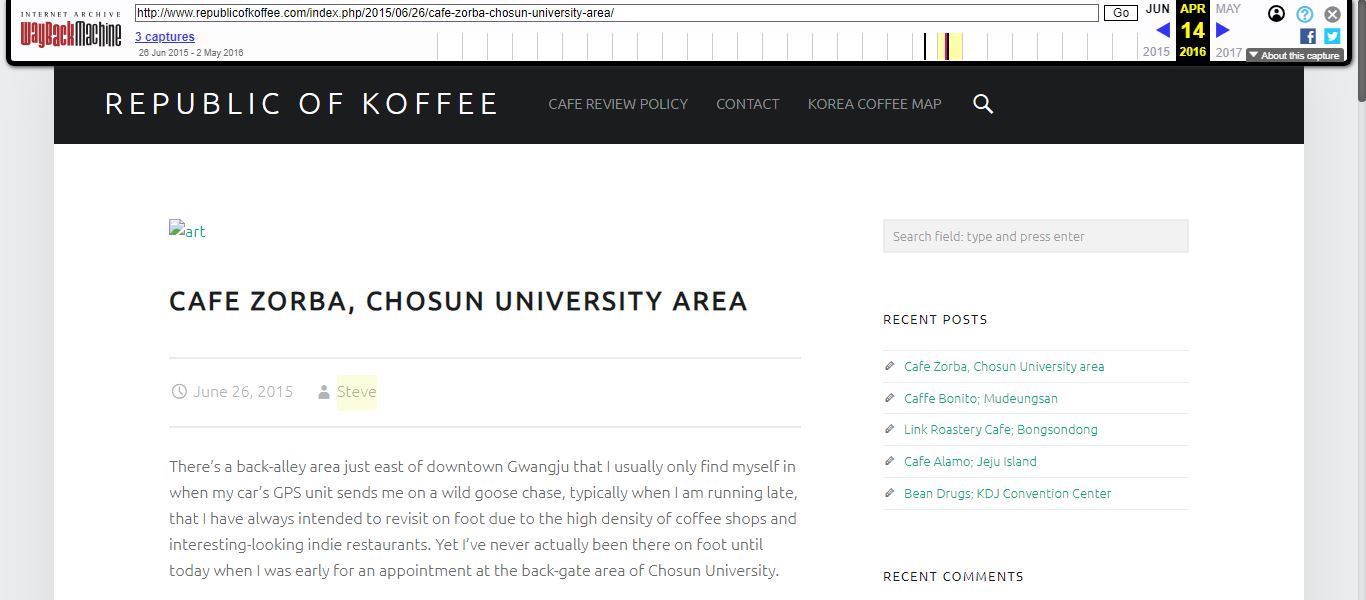 INTERNET ARCHIVE
WayBackMachine
http://www.republicofkoffee.com/index.php/2015/06/26/cafe-zorba-chosun-university-area/
Go
JUN APR MAY
3 captures
14
26 Jun 2015 - 2 May 2016
2015 2016 2017
About this capture
REPUBLIC OF KOFFEE
CAFE REVIEW POLICY CONTACT KOREA COFFEE MAP
art
Search field: type and press enter
CAFE ZORBA, CHOSUN UNIVERSITY AREA
June 26, 2015 Steve
There's a back-alley area just east of downtown Gwangju that I usually only find myself in
when my car's GPS unit sends me on a wild goose chase, typically when I am running late,
that I have always intended to revisit on foot due to the high density of coffee shops and
interesting-looking indie restaurants. Yet I've never actually been there on foot until
today when I was early for an appointment at the back-gate area of Chosun University.
RECENT POSTS
Cafe Zorba, Chosun University area
Caffe Bonito; Mudeungsan
Link Roastery Cafe; Bongsondong
Cafe Alamo; Jeju Island
Bean Drugs; KDJ Convention Center
RECENT COMMENTS